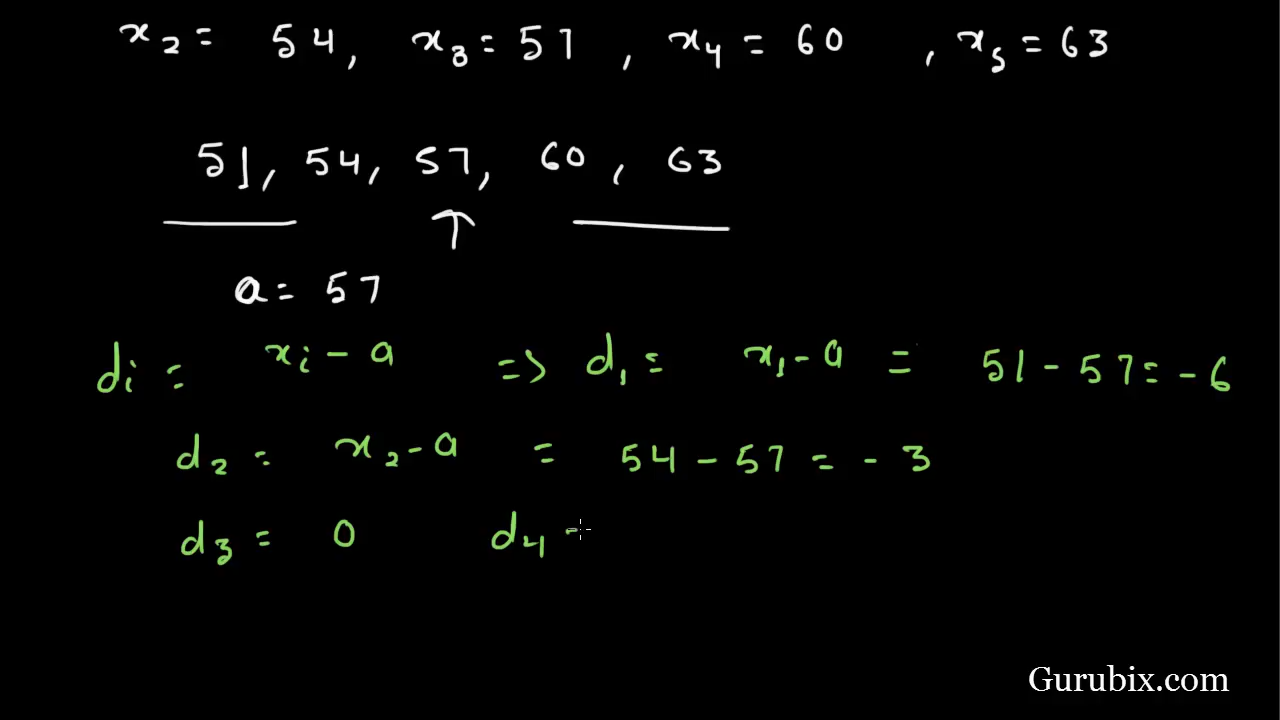 x₂ = 54, x₃ = 57, x₄ = 60, x₅ = 63
51, 54, 57, 60, 63
a = 57
di = xi - a => d₁ = x₁ - a = 51 - 57 = - 6
d₂ = x₂ - a = 54 - 57 = - 3
d₃ = 0 d₄ -
Gurubix.com